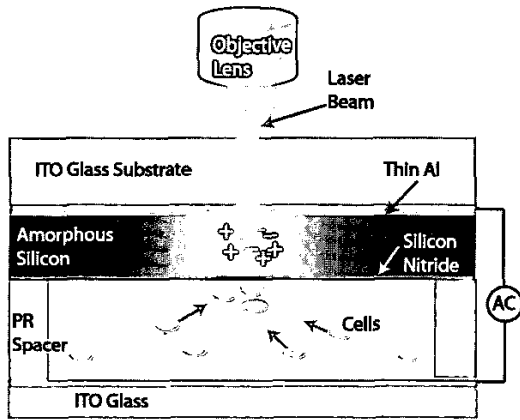 Objective
Lens
Laser
Beam
ITO Glass Substrate
Thin Al
Amorphous
Silicon
Silicon
Nitride
AC
PR
Spacer
Cells
ITO Glass